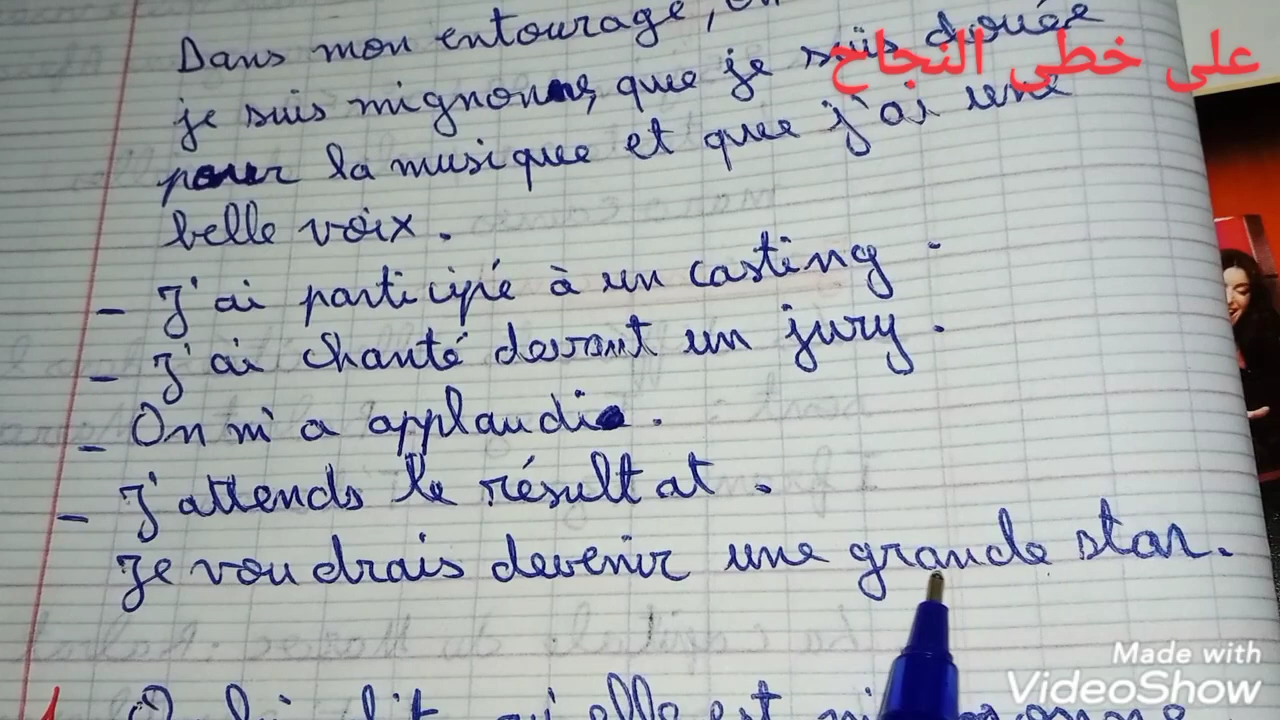 Dans mon entourage,
je suis mignonne, que je suis douée
pour la musique et que j'ai une
belle voix.
- J'ai participé à un casting.
- J'ai chanté devant un jury.
- On m'a applaudi.
- J'attends le résultat.
Je voudrais devenir une grande star.
على خطى النجاح
Made with
VideoShow